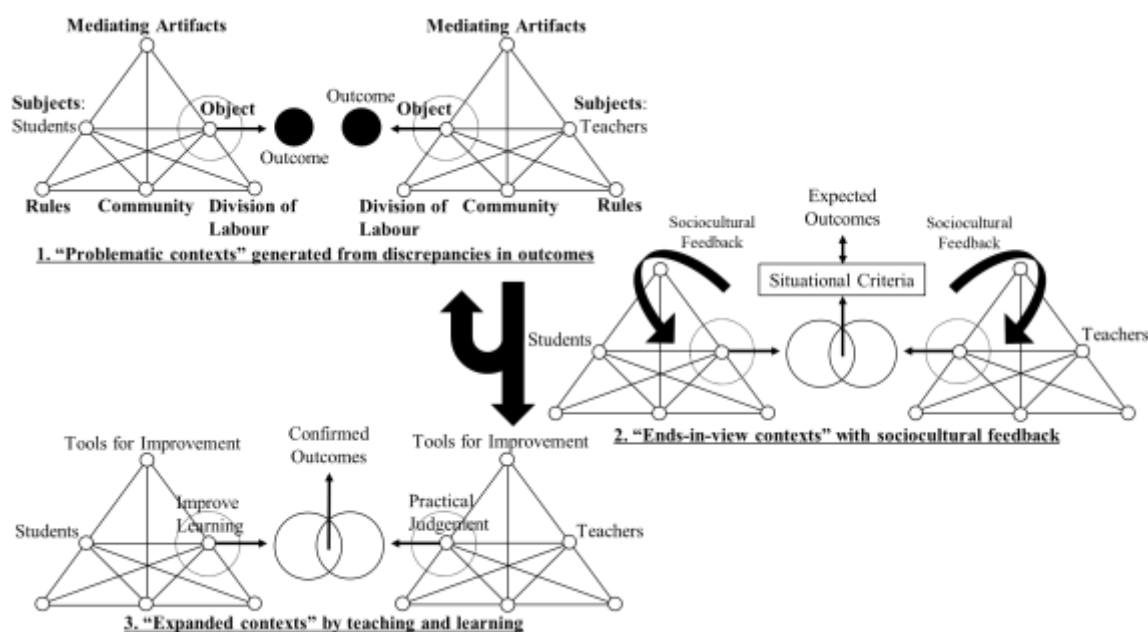 Mediating Artifacts
Mediating Artifacts
Subjects:
Students
Object
Outcome
Outcome
Object
Subjects:
Teachers
Rules
Community
Division of
Labour
Division of
Labour
Community
Rules
1. “Problematic contexts” generated from discrepancies in outcomes
Sociocultural
Feedback
Expected
Outcomes
Sociocultural
Feedback
Situational Criteria
Students
Teachers
2. “Ends-in-view contexts” with sociocultural feedback
Tools for Improvement
Confirmed
Outcomes
Tools for Improvement
Students
Improve
Learning
Practical
Judgement
Teachers
3. “Expanded contexts” by teaching and learning